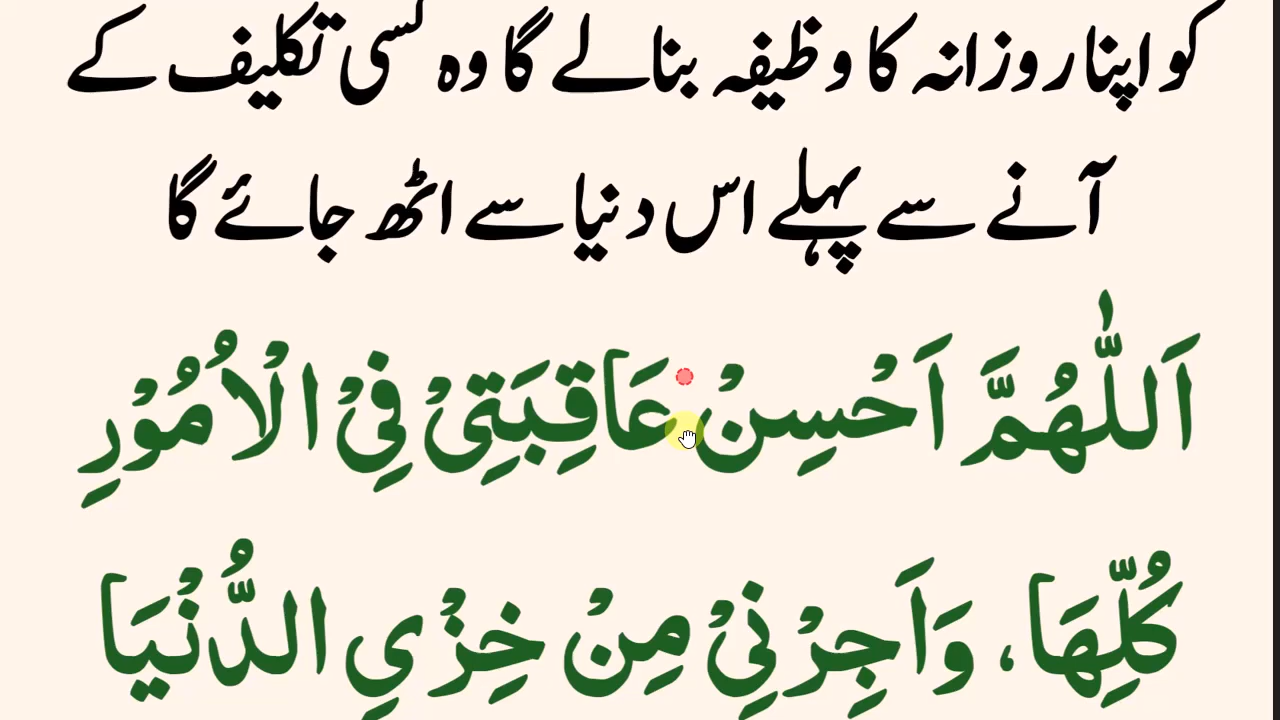 کو اپنا روزانہ کا وظیفہ بنا لے گا وہ کسی تکلیف کے
آنے سے پہلے اس دنیا سے اٹھ جائے گا
اَللّٰهُمَّ اَحْسِنْ عَاقِبَتِیْ فِیْ الْاُمُوْرِ
كُلِّهَا، وَاَجِرْنِیْ مِنْ خِزْیِ الدُّنْیَا